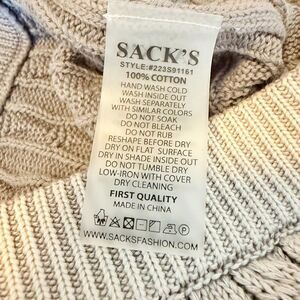 SACK'S
STYLE:#223S91161
100% COTTON
HAND WASH COLD
WASH INSIDE OUT
WASH SEPARATELY
WITH SIMILAR COLORS
DO NOT SOAK
DO NOT BLEACH
DO NOT RUB
RESHAPE BEFORE DRY
DRY ON FLAT SURFACE
DRY IN SHADE INSIDE OUT
DO NOT TUMBLE DRY
LOW-IRON WITH COVER
DRY CLEANING
FIRST QUALITY
MADE IN CHINA
WWW.SACKSFASHION.COM